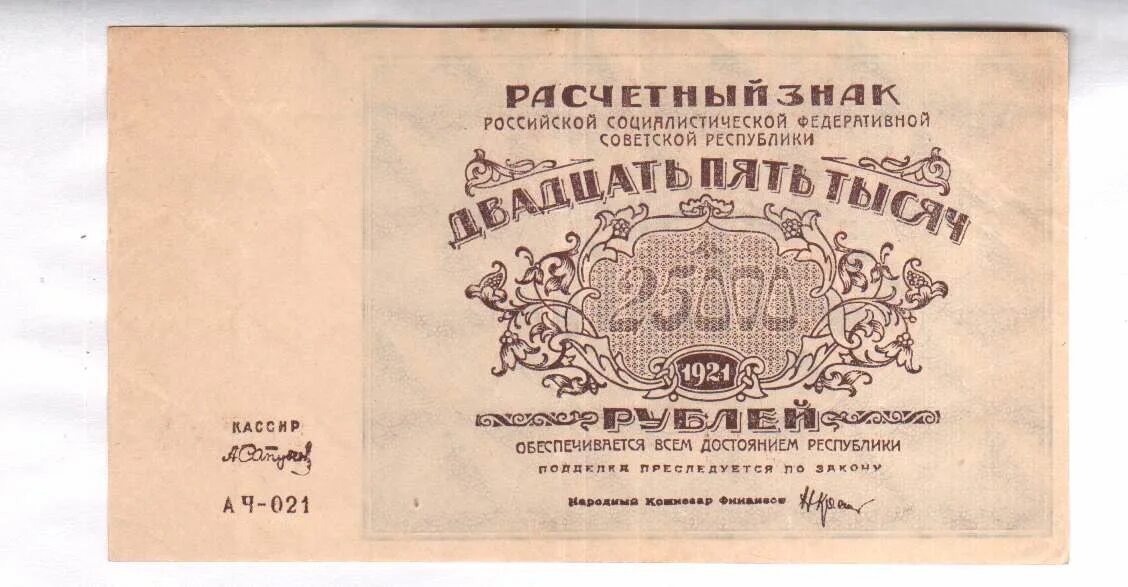 РАСЧЕТНЫЙ ЗНАК
РОССИЙСКОЙ СОЦИАЛИСТИЧЕСКОЙ ФЕДЕРАТИВНОЙ
СОВЕТСКОЙ РЕСПУБЛИКИ
ДВАДЦАТЬ ПЯТЬ ТЫСЯЧ
25000
1921
РУБЛЕЙ
ОБЕСПЕЧИВАЕТСЯ ВСЕМ ДОСТОЯНИЕМ РЕСПУБЛИКИ
ПОДДЕЛКА ПРЕСЛЕДУЕТСЯ ПО ЗАКОНУ
Народный Комиссар Финансов
КАССИР
АЧ-021